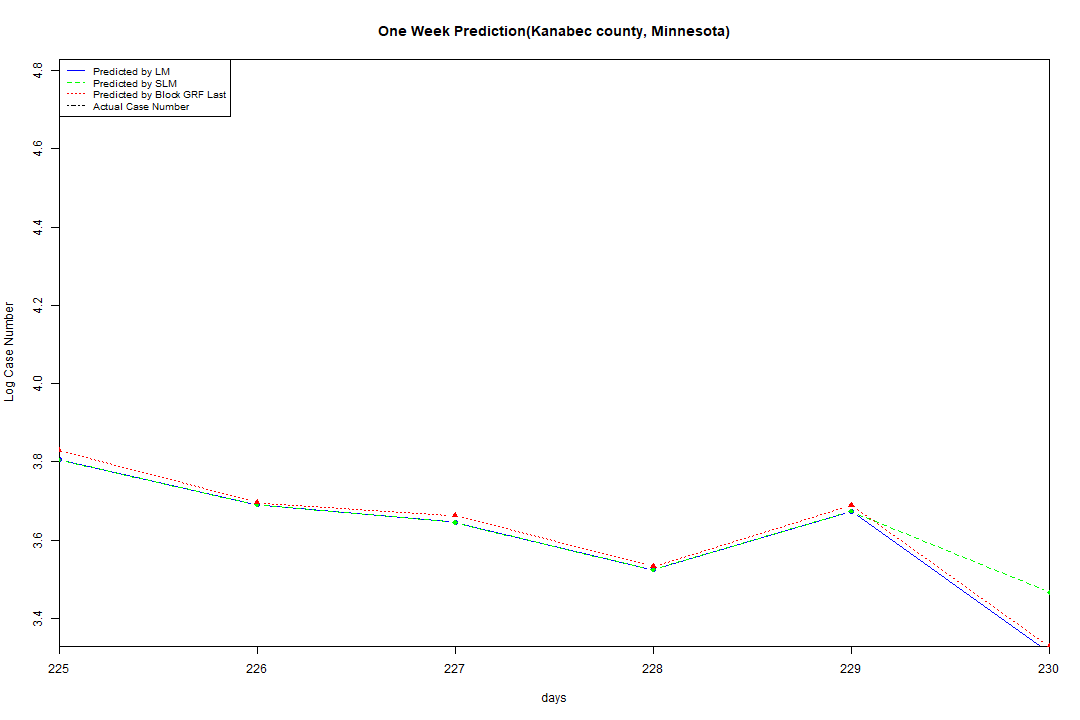 One Week Prediction(Kanabec county, Minnesota)
Predicted by LM
Predicted by SLM
Predicted by Block GRF Last
Actual Case Number
4.8
4.6
4.4
4.2
4.0
3.8
3.6
3.4
Log Case Number
225 226 227 228 229 230
days